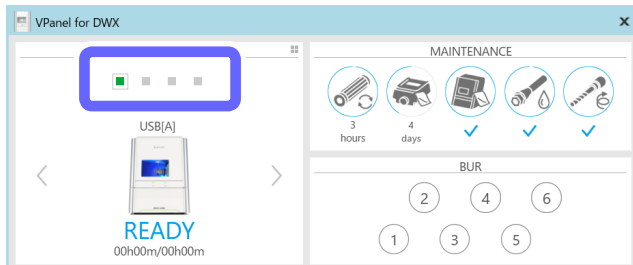 VPanel for DWX
x
USB[A]
READY
00h00m/00h00m
MAINTENANCE
3
hours
4
days
BUR
2
4
6
1
3
5